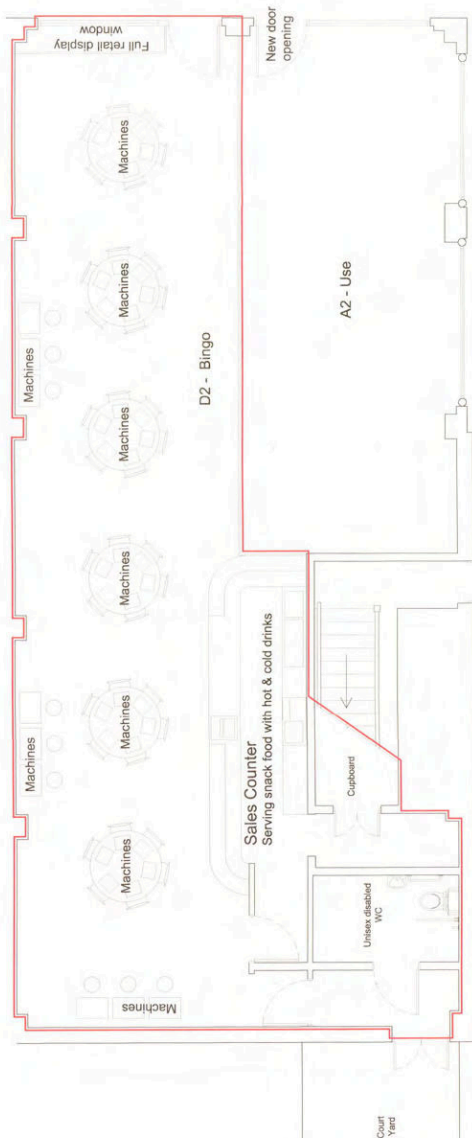 Full retail display
window
New door
opening
Machines
Machines
Machines
Machines
A2 - Use
D2 - Bingo
Machines
Machines
Machines
Machines
Sales Counter
Serving snack food with hot & cold drinks
Machines
Cupboard
Unisex disabled
WC
Court
Yard